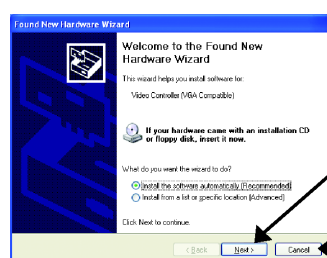 Found New Hardware Wizard
Welcome to the Found New
Hardware Wizard
This wizard helps you install software for:
Video Controller (VGA Compatible)
If your hardware came with an installation CD
or floppy disk, insert it now.
What do you want the wizard to do?
Install the software automatically (Recommended)
Install from a list or specific location (Advanced)
Click Next to continue.
< Back
Next >
Cancel